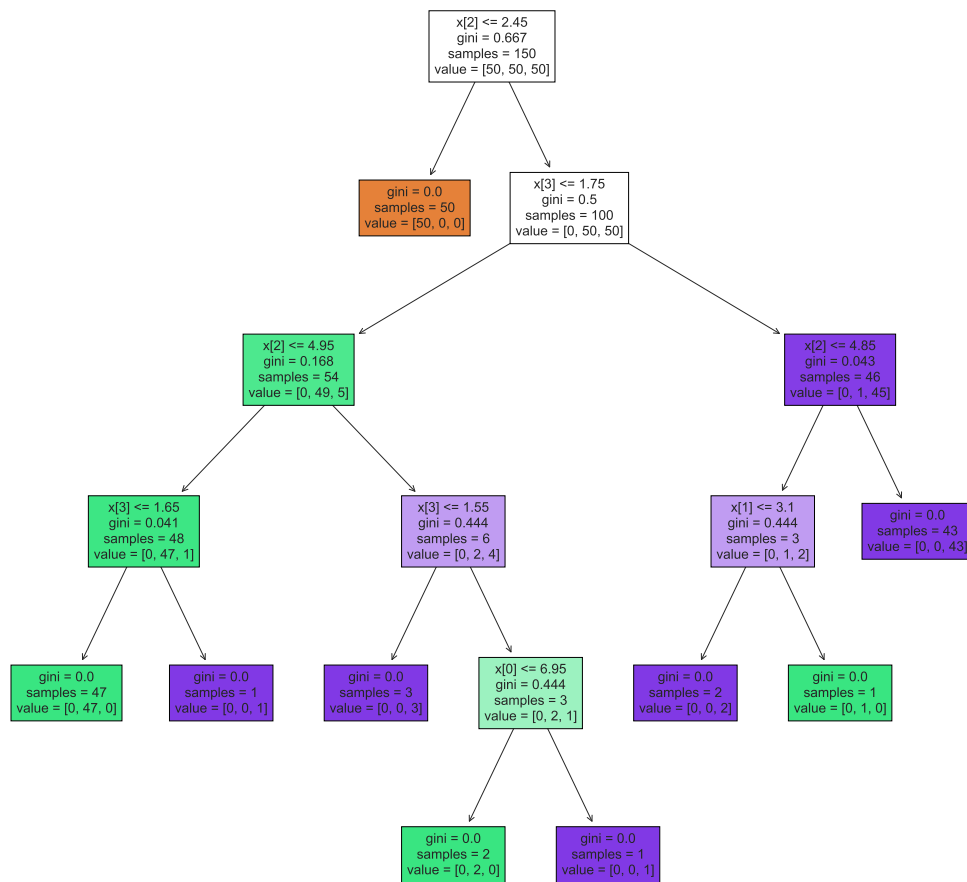 x[2] <= 2.45
gini = 0.667
samples = 150
value = [50, 50, 50]
gini = 0.0
samples = 50
value = [50, 0, 0]
x[3] <= 1.75
gini = 0.5
samples = 100
value = [0, 50, 50]
x[2] <= 4.95
gini = 0.168
samples = 54
value = [0, 49, 5]
x[2] <= 4.85
gini = 0.043
samples = 46
value = [0, 1, 45]
x[3] <= 1.65
gini = 0.041
samples = 48
value = [0, 47, 1]
x[3] <= 1.55
gini = 0.444
samples = 6
value = [0, 2, 4]
x[1] <= 3.1
gini = 0.444
samples = 3
value = [0, 1, 2]
gini = 0.0
samples = 43
value = [0, 0, 43]
gini = 0.0
samples = 47
value = [0, 47, 0]
gini = 0.0
samples = 1
value = [0, 0, 1]
gini = 0.0
samples = 3
value = [0, 0, 3]
x[0] <= 6.95
gini = 0.444
samples = 3
value = [0, 2, 1]
gini = 0.0
samples = 2
value = [0, 0, 2]
gini = 0.0
samples = 1
value = [0, 1, 0]
gini = 0.0
samples = 2
value = [0, 2, 0]
gini = 0.0
samples = 1
value = [0, 0, 1]